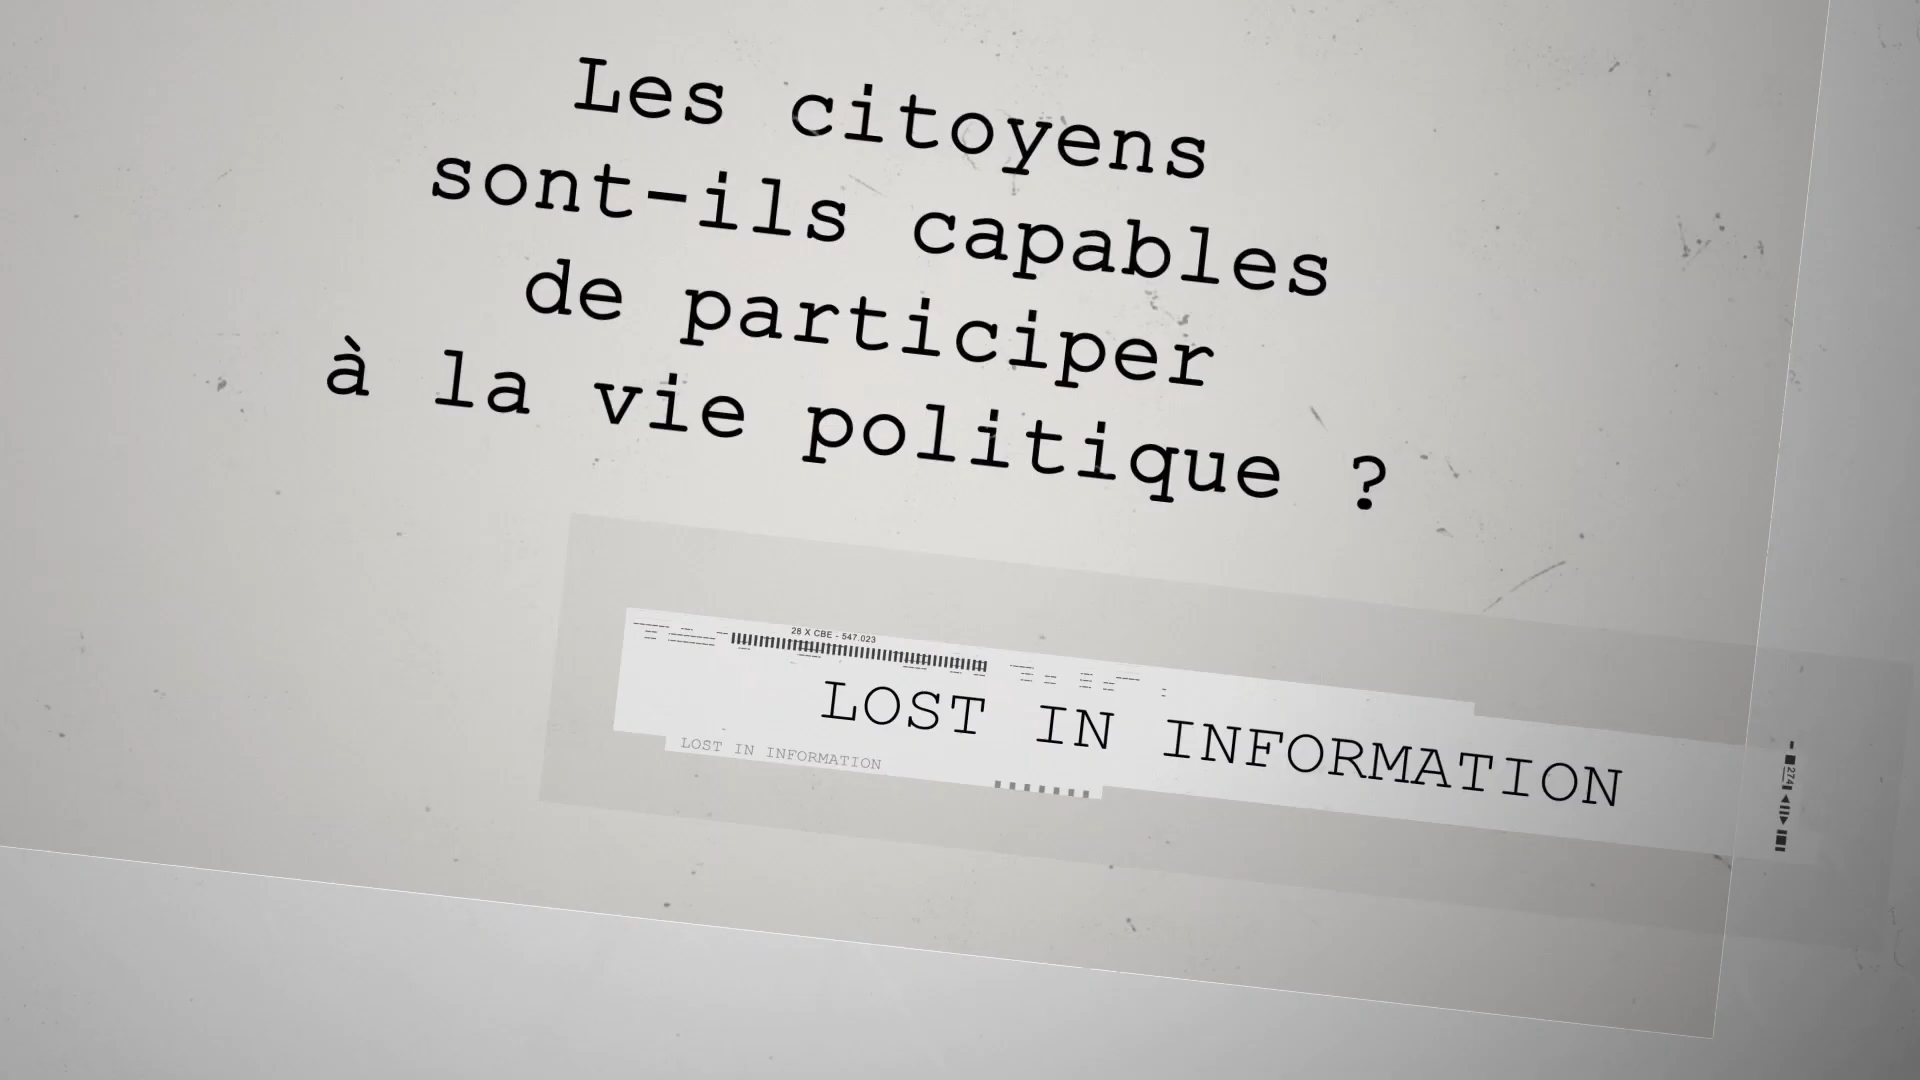 Les citoyens
sont-ils capables
de participer
à la vie politique ?
28 X CBE - 547.023
LOST IN INFORMATION
LOST IN INFORMATION
274